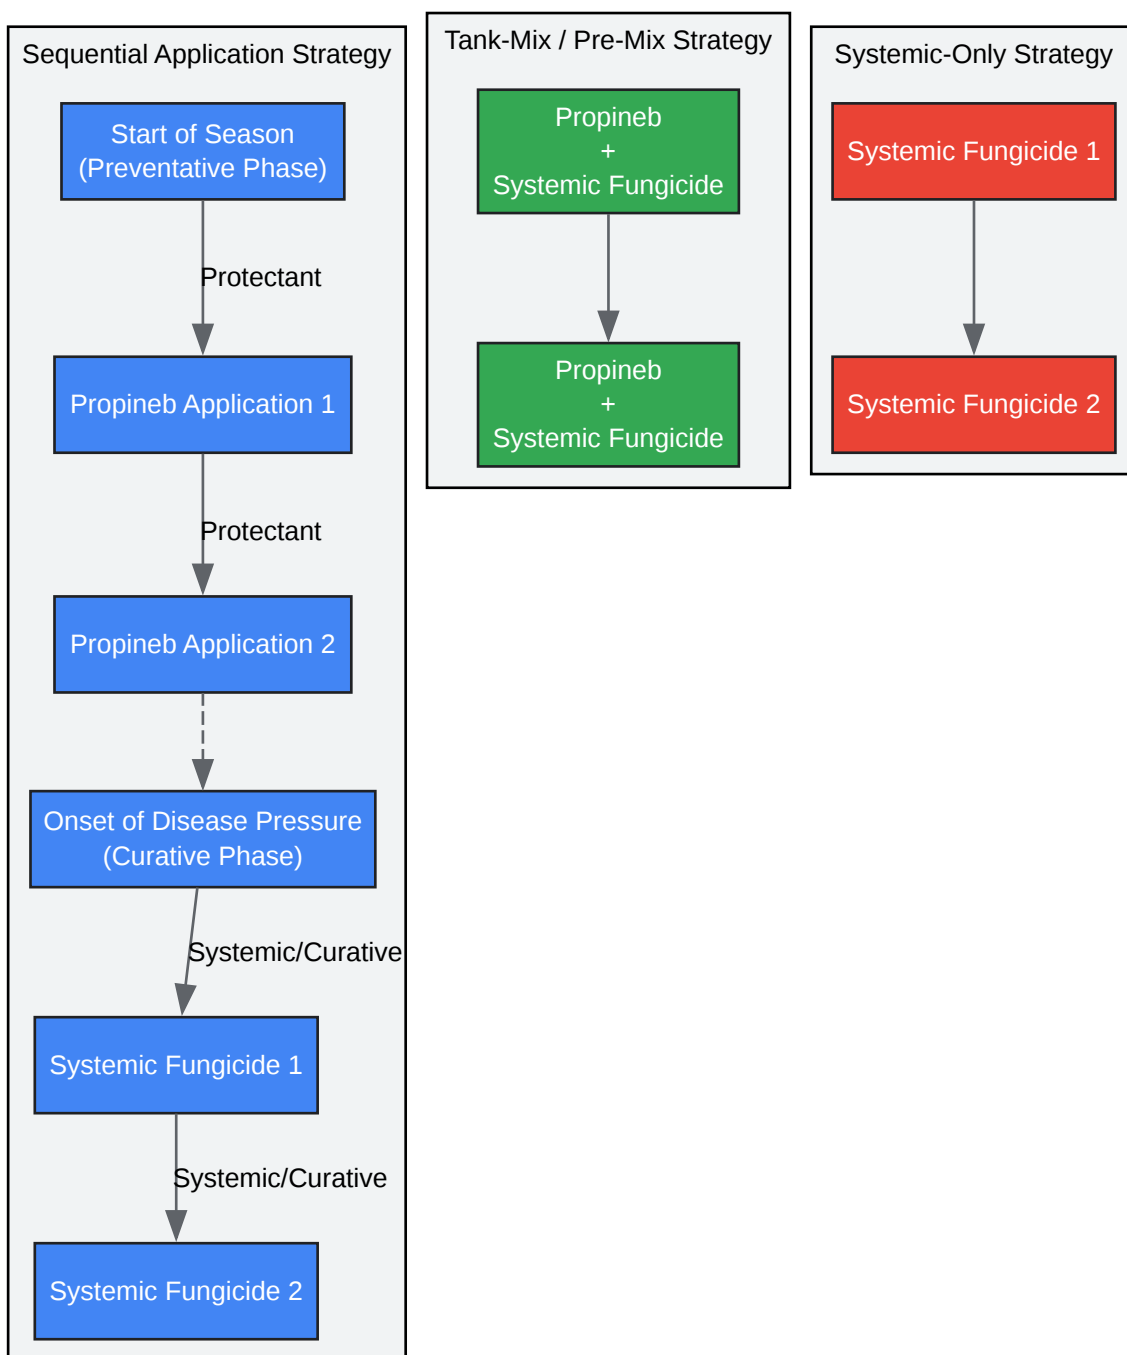 Sequential Application Strategy
Start of Season
(Preventative Phase)
Protectant
Propineb Application 1
Protectant
Propineb Application 2
Onset of Disease Pressure
(Curative Phase)
Systemic/Curative
Systemic Fungicide 1
Systemic/Curative
Systemic Fungicide 2
Tank-Mix / Pre-Mix Strategy
Propineb
+
Systemic Fungicide
Propineb
+
Systemic Fungicide
Systemic-Only Strategy
Systemic Fungicide 1
Systemic Fungicide 2